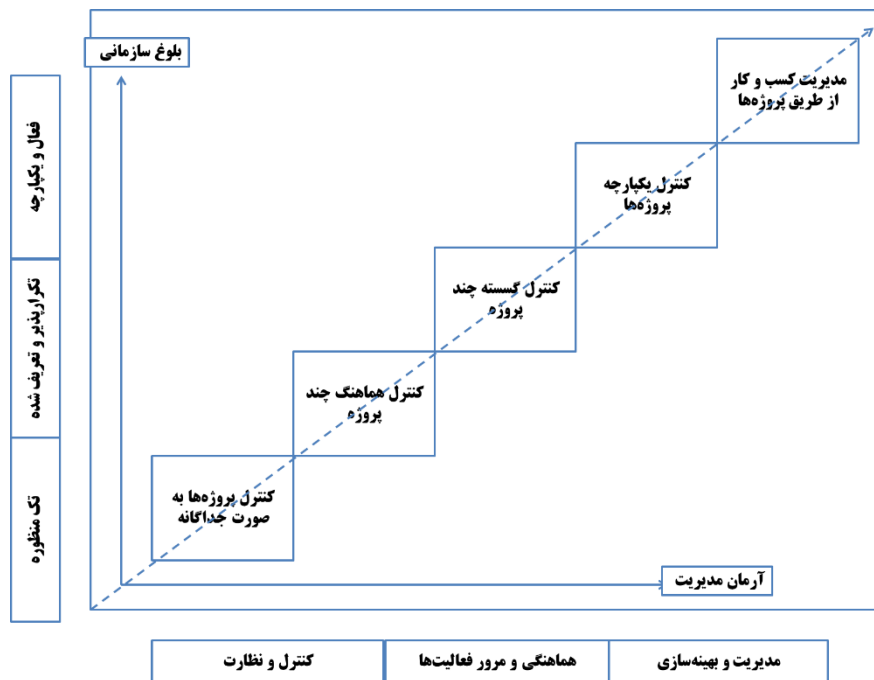 بلوغ سازمانی
مدیریت کسب و کار
از طریق پروژه‌ها
فعال و یکپارچه
کنترل یکپارچه
پروژه‌ها
کنترل گسسته چند
پروژه
تکرارپذیر و تعریف شده
کنترل هماهنگ چند
پروژه
کنترل پروژه‌ها به
صورت جداگانه
تک منظوره
آرمان مدیریت
مدیریت و بهینه‌سازی
هماهنگی و مرور فعالیت‌ها
کنترل و نظارت